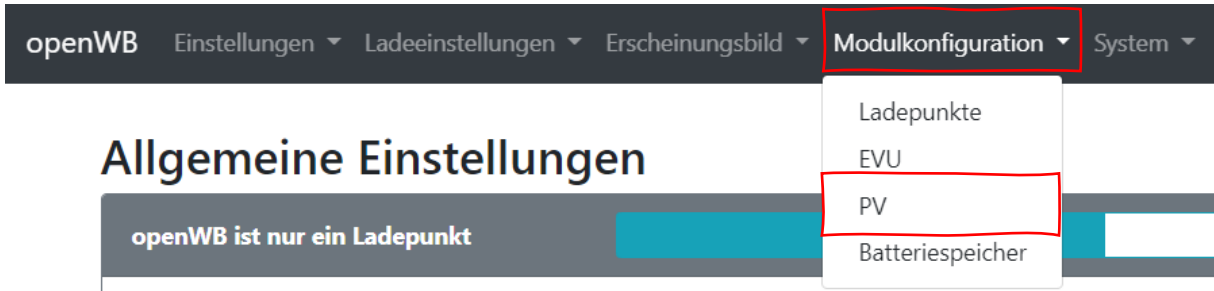 openWB Einstellungen Ladeeinstellungen Erscheinungsbild Modulkonfiguration System
Ladepunkte
Allgemeine Einstellungen
EVU
PV
openWB ist nur ein Ladepunkt
Batteriespeicher